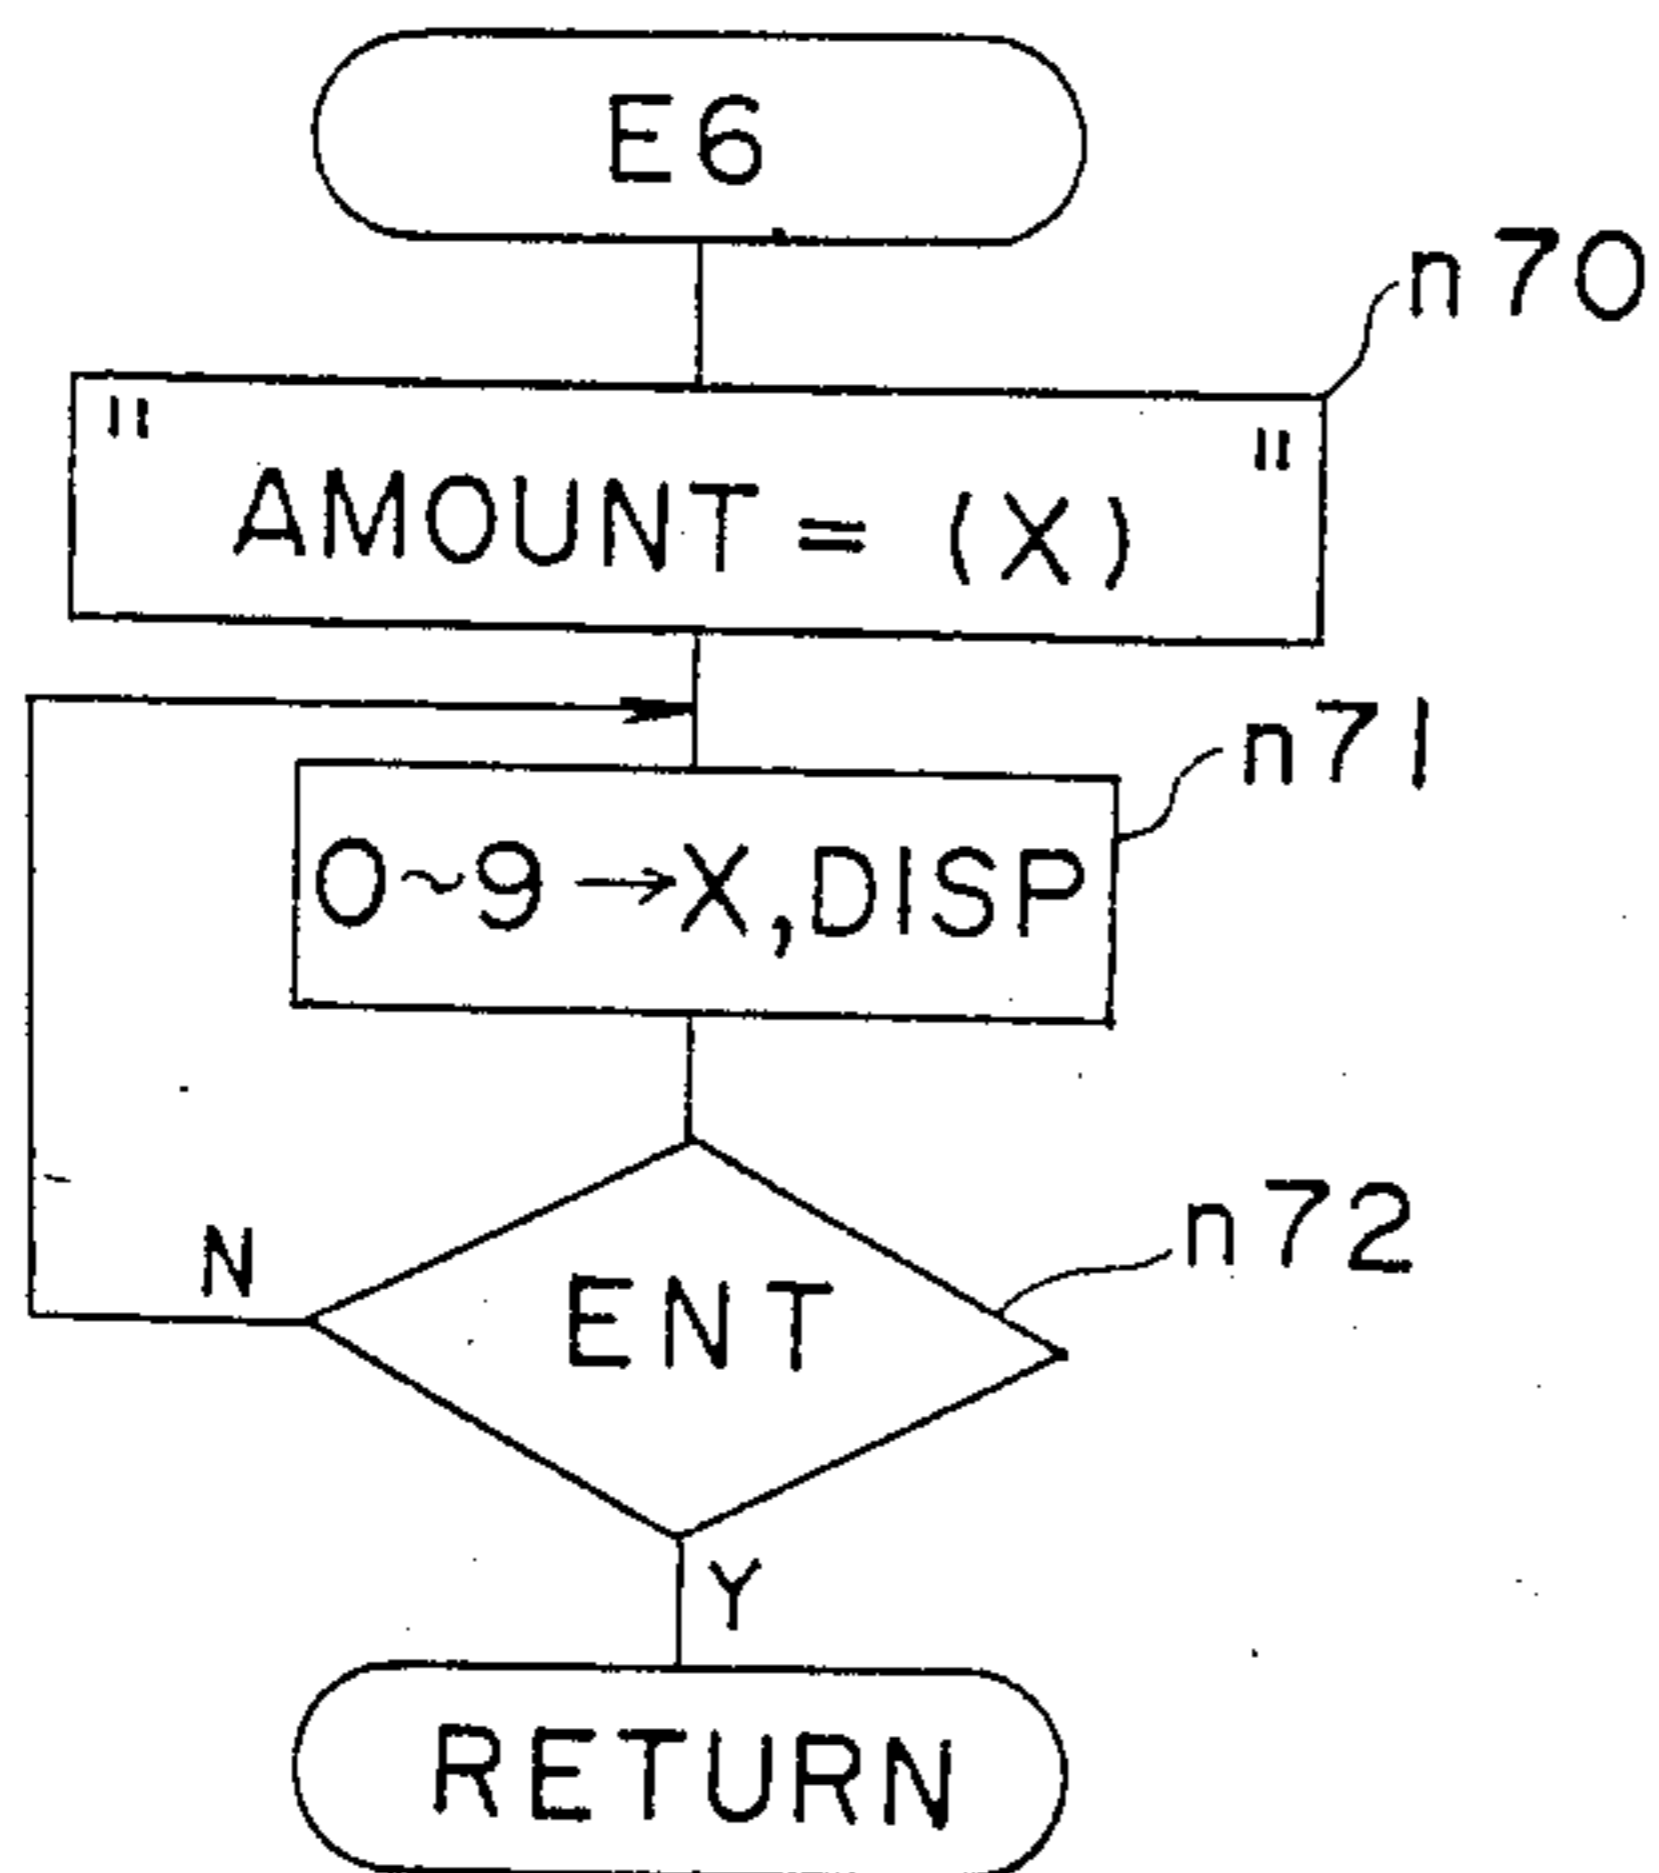 E6
n70
" AMOUNT = (X) "
n71
0~9→X,DISP
n72
N
ENT
Y
RETURN